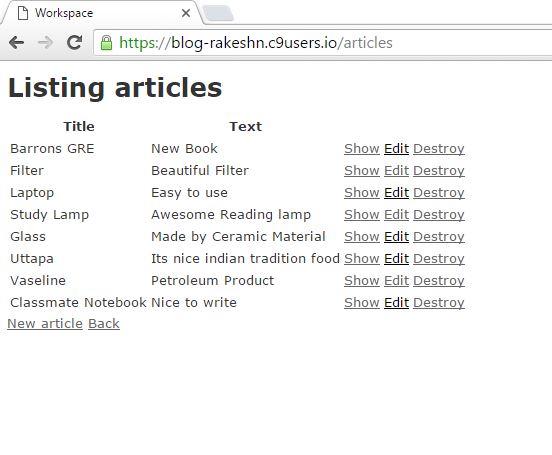 Workspace
https://blog-rakeshn.c9users.io/articles
Listing articles
Title Text
Barrons GRE New Book Show Edit Destroy
Filter Beautiful Filter Show Edit Destroy
Laptop Easy to use Show Edit Destroy
Study Lamp Awesome Reading lamp Show Edit Destroy
Glass Made by Ceramic Material Show Edit Destroy
Uttapa Its nice indian tradition food Show Edit Destroy
Vaseline Petroleum Product Show Edit Destroy
Classmate Notebook Nice to write Show Edit Destroy
New article Back